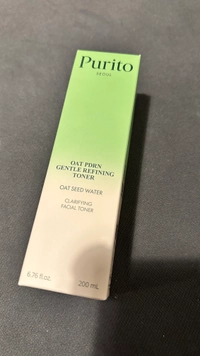 Purito
SEOUL
OAT PDRN
GENTLE REFINING
TONER
OAT SEED WATER
CLARIFYING
FACIAL TONER
6.76 fl.oz.
200 mL